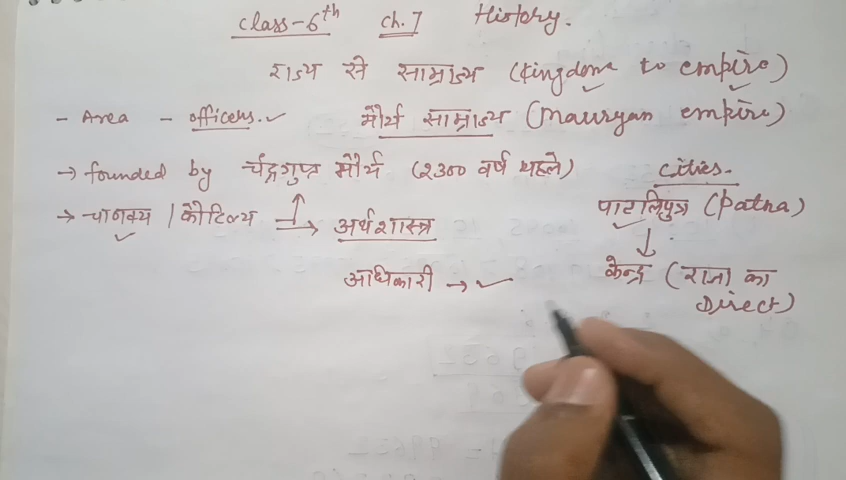 class-6th ch.7 History.
राज्य से साम्राज्य (kingdom to empire)
- Area - officers. मौर्य साम्राज्य (Mauryan empire)
→ founded by चंद्रगुप्त मौर्य (२300 वर्ष पहले) cities.
→ चाणक्य / कौटिल्य → अर्थशास्त्र पाटलिपुत्र (patna)
अधिकारी → केन्द्र (राजा का
Direct)